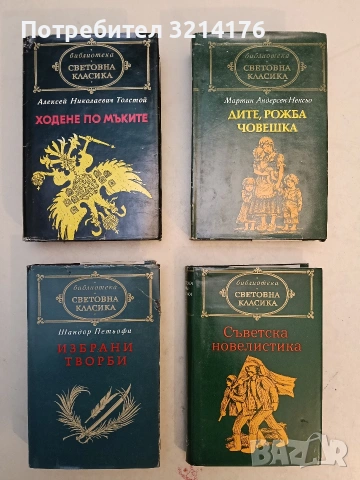 Потребител 3214176
библиотека
СВЕТОВНА
КЛАСИКА
Алексей Николаевич Толстой
ХОДЕНЕ ПО МЪКИТЕ
библиотека
СВЕТОВНА
КЛАСИКА
Мартин Андерсен-Нексьо
ДИТЕ, РОЖБА
ЧОВЕШКА
библиотека
СВЕТОВНА
КЛАСИКА
Шандор Петьофи
ИЗБРАНИ
ТВОРБИ
библиотека
СВЕТОВНА
КЛАСИКА
Съветска
новелистика
BAZAR